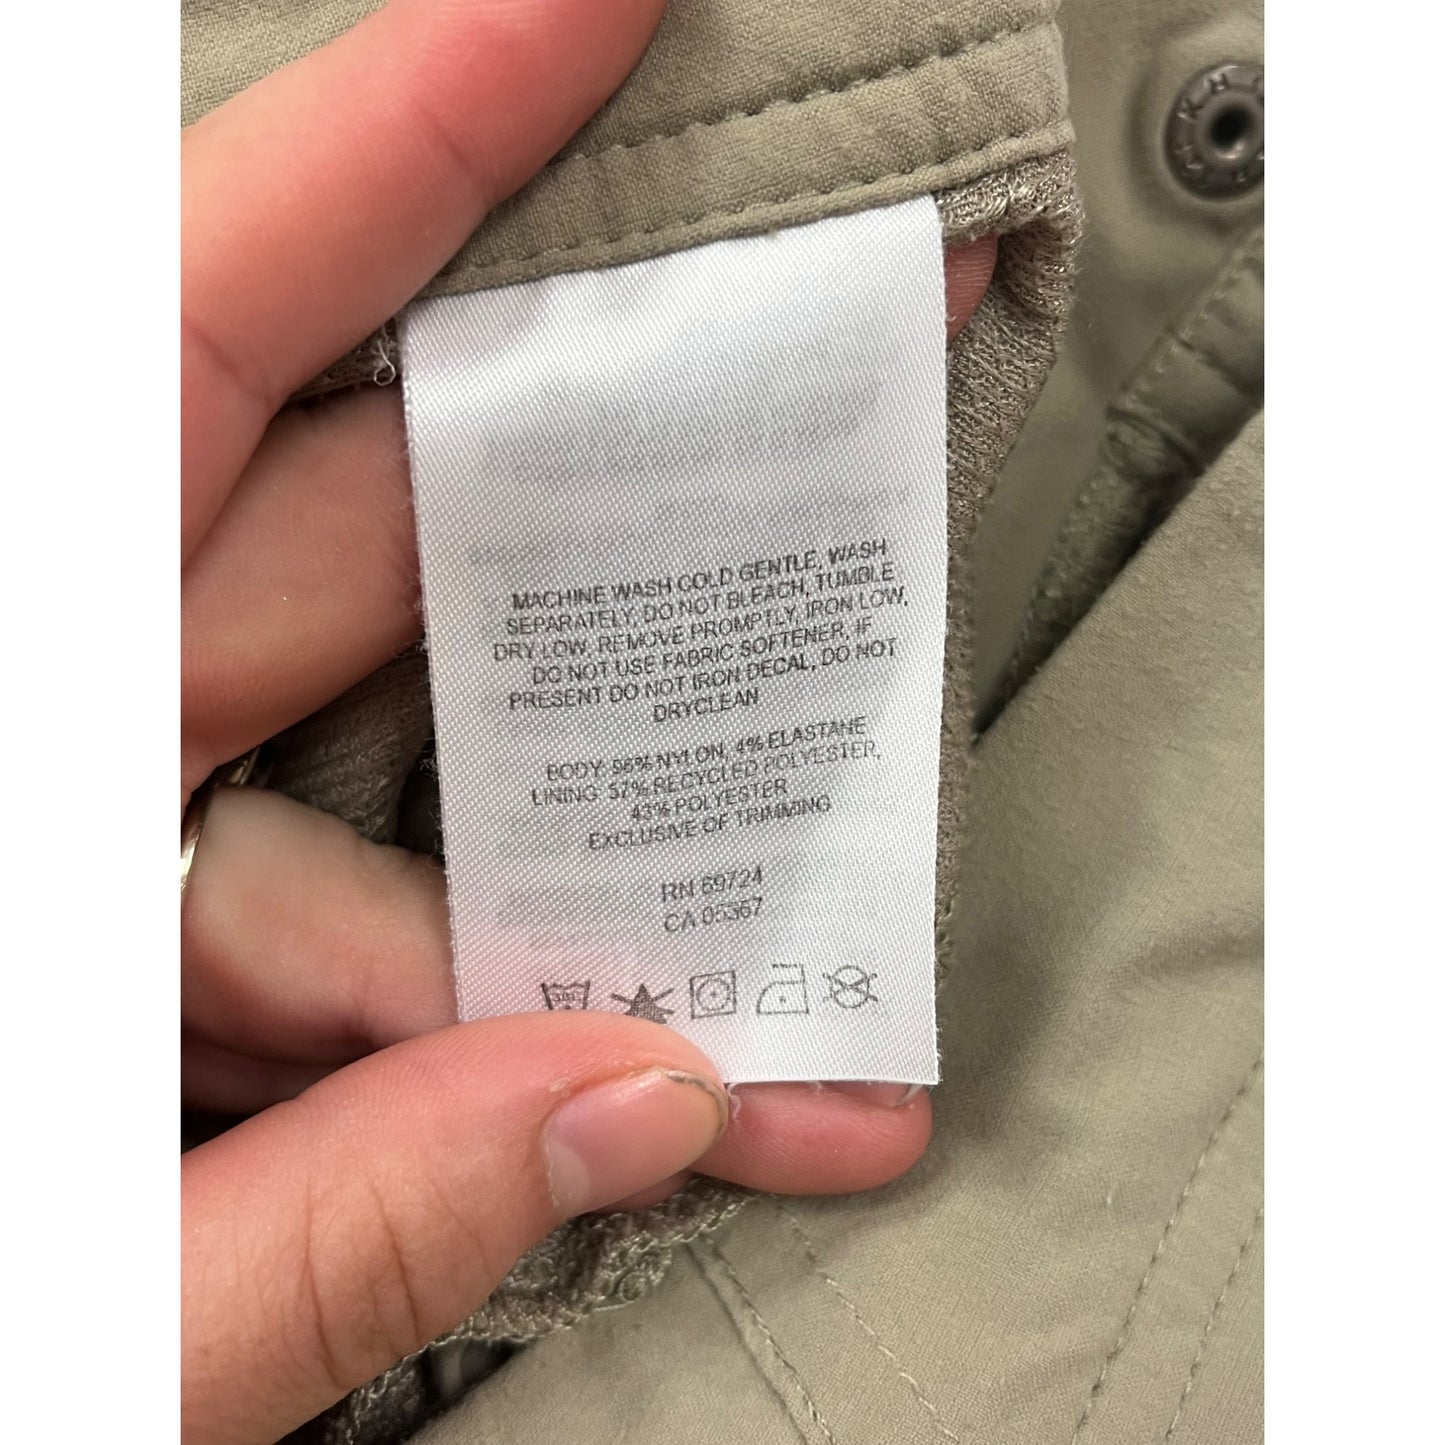 MACHINE WASH COLD GENTLE, WASH
SEPARATELY, DO NOT BLEACH, TUMBLE
DRY LOW, REMOVE PROMPTLY, IRON LOW,
DO NOT USE FABRIC SOFTENER, IF
PRESENT DO NOT IRON DECAL, DO NOT
DRYCLEAN
BODY: 96% NYLON, 4% ELASTANE
LINING: 57% RECYCLED POLYESTER,
43% POLYESTER
EXCLUSIVE OF TRIMMING
RN 69724
CA 05367